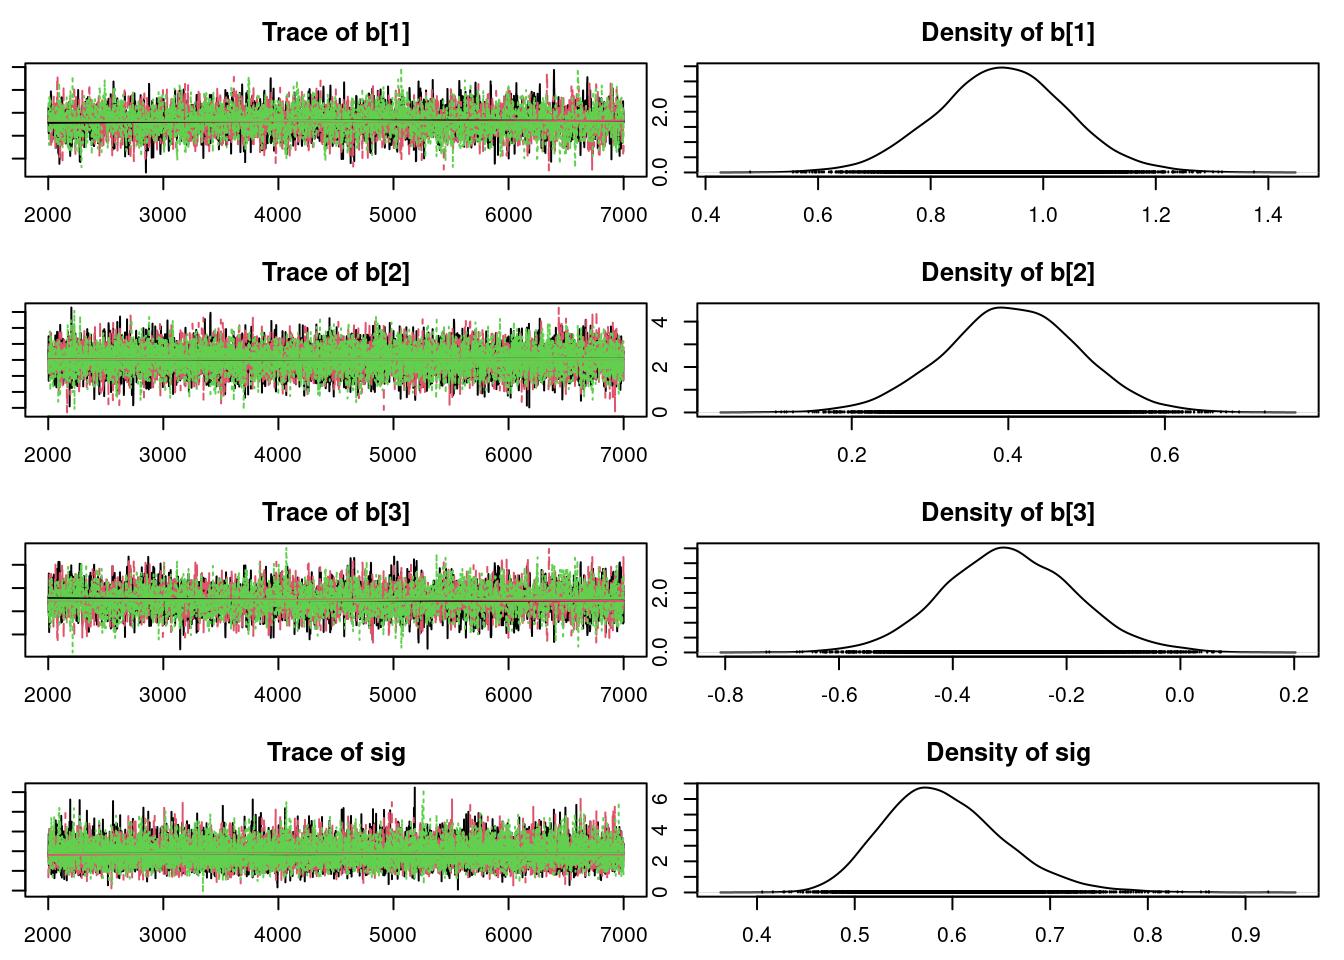 Trace of b[1]
2000 3000 4000 5000 6000 7000
Density of b[1]
0.0 2.0
0.4 0.6 0.8 1.0 1.2 1.4
Trace of b[2]
2000 3000 4000 5000 6000 7000
Density of b[2]
0 2 4
0.2 0.4 0.6
Trace of b[3]
2000 3000 4000 5000 6000 7000
Density of b[3]
0.0 2.0
-0.8 -0.6 -0.4 -0.2 0.0 0.2
Trace of sig
2000 3000 4000 5000 6000 7000
Density of sig
0 2 4 6
0.4 0.5 0.6 0.7 0.8 0.9